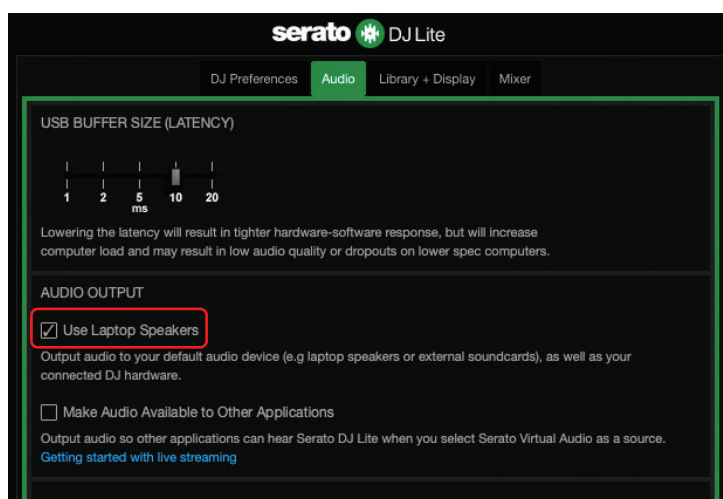 serato DJ Lite
DJ Preferences Audio Library + Display Mixer
USB BUFFER SIZE (LATENCY)
1 2 5 10 20
ms
Lowering the latency will result in tighter hardware-software response, but will increase
computer load and may result in low audio quality or dropouts on lower spec computers.
AUDIO OUTPUT
Use Laptop Speakers
Output audio to your default audio device (e.g laptop speakers or external soundcards), as well as your
connected DJ hardware.
Make Audio Available to Other Applications
Output audio so other applications can hear Serato DJ Lite when you select Serato Virtual Audio as a source.
Getting started with live streaming